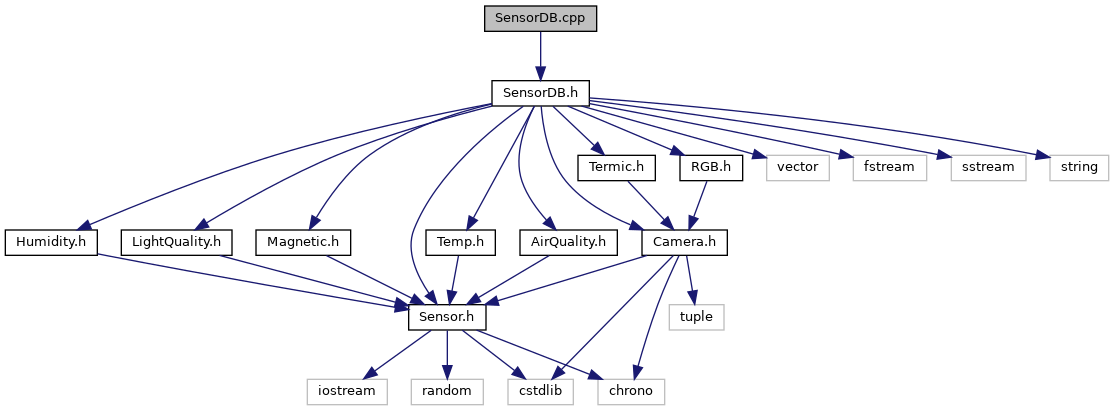 SensorDB.cpp
SensorDB.h
Termic.h
RGB.h
vector
fstream
sstream
string
Humidity.h
LightQuality.h
Magnetic.h
Temp.h
AirQuality.h
Camera.h
Sensor.h
tuple
iostream
random
cstdlib
chrono